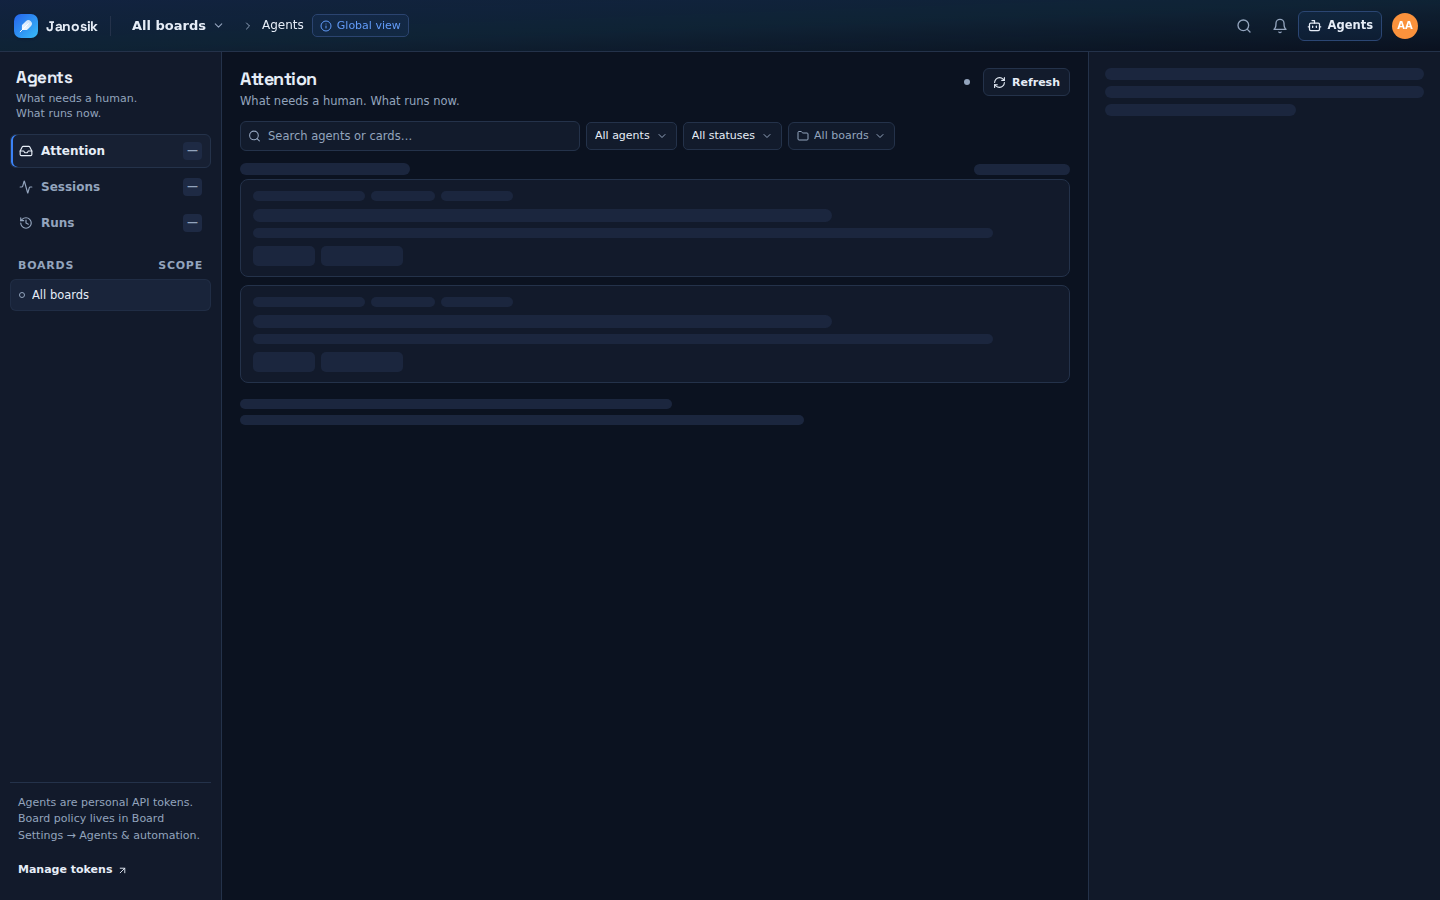 Janosik
All boards
Agents
Global view
Agents
AA
Agents
What needs a human.
What runs now.
Attention
—
Sessions
—
Runs
—
BOARDS
SCOPE
All boards
Agents are personal API tokens.
Board policy lives in Board
Settings → Agents & automation.
Manage tokens
Attention
What needs a human. What runs now.
Refresh
Search agents or cards...
All agents
All statuses
All boards